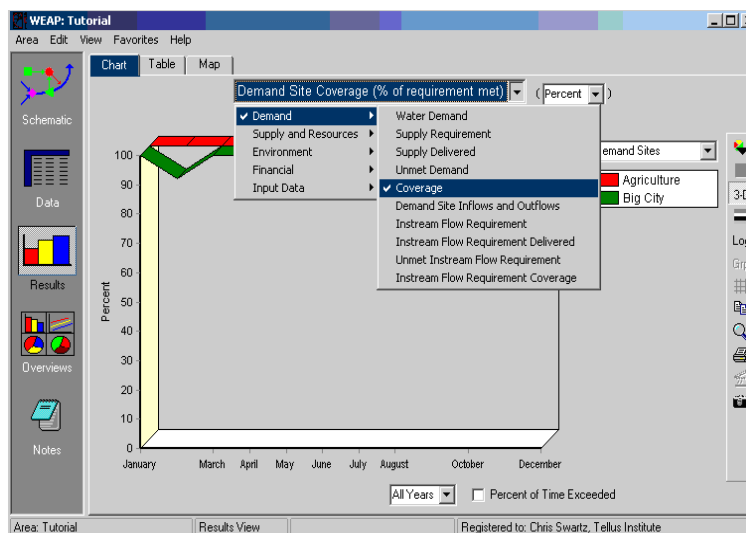 WEAP: Tutorial
Area Edit View Favorites Help
Chart Table Map
Demand Site Coverage (% of requirement met) ( Percent )
Schematic
Data
Results
Overviews
Notes
Demand
Supply and Resources
Environment
Financial
Input Data
Water Demand
Supply Requirement
Supply Delivered
Unmet Demand
Coverage
Demand Site Inflows and Outflows
Instream Flow Requirement
Instream Flow Requirement Delivered
Unmet Instream Flow Requirement
Instream Flow Requirement Coverage
emand Sites
Agriculture
Big City
3-D
Log
Grp
Percent
100
90
80
70
60
50
40
30
20
10
0
January March April May June July August October December
All Years Percent of Time Exceeded
Area: Tutorial Results View Registered to: Chris Swartz, Tellus Institute